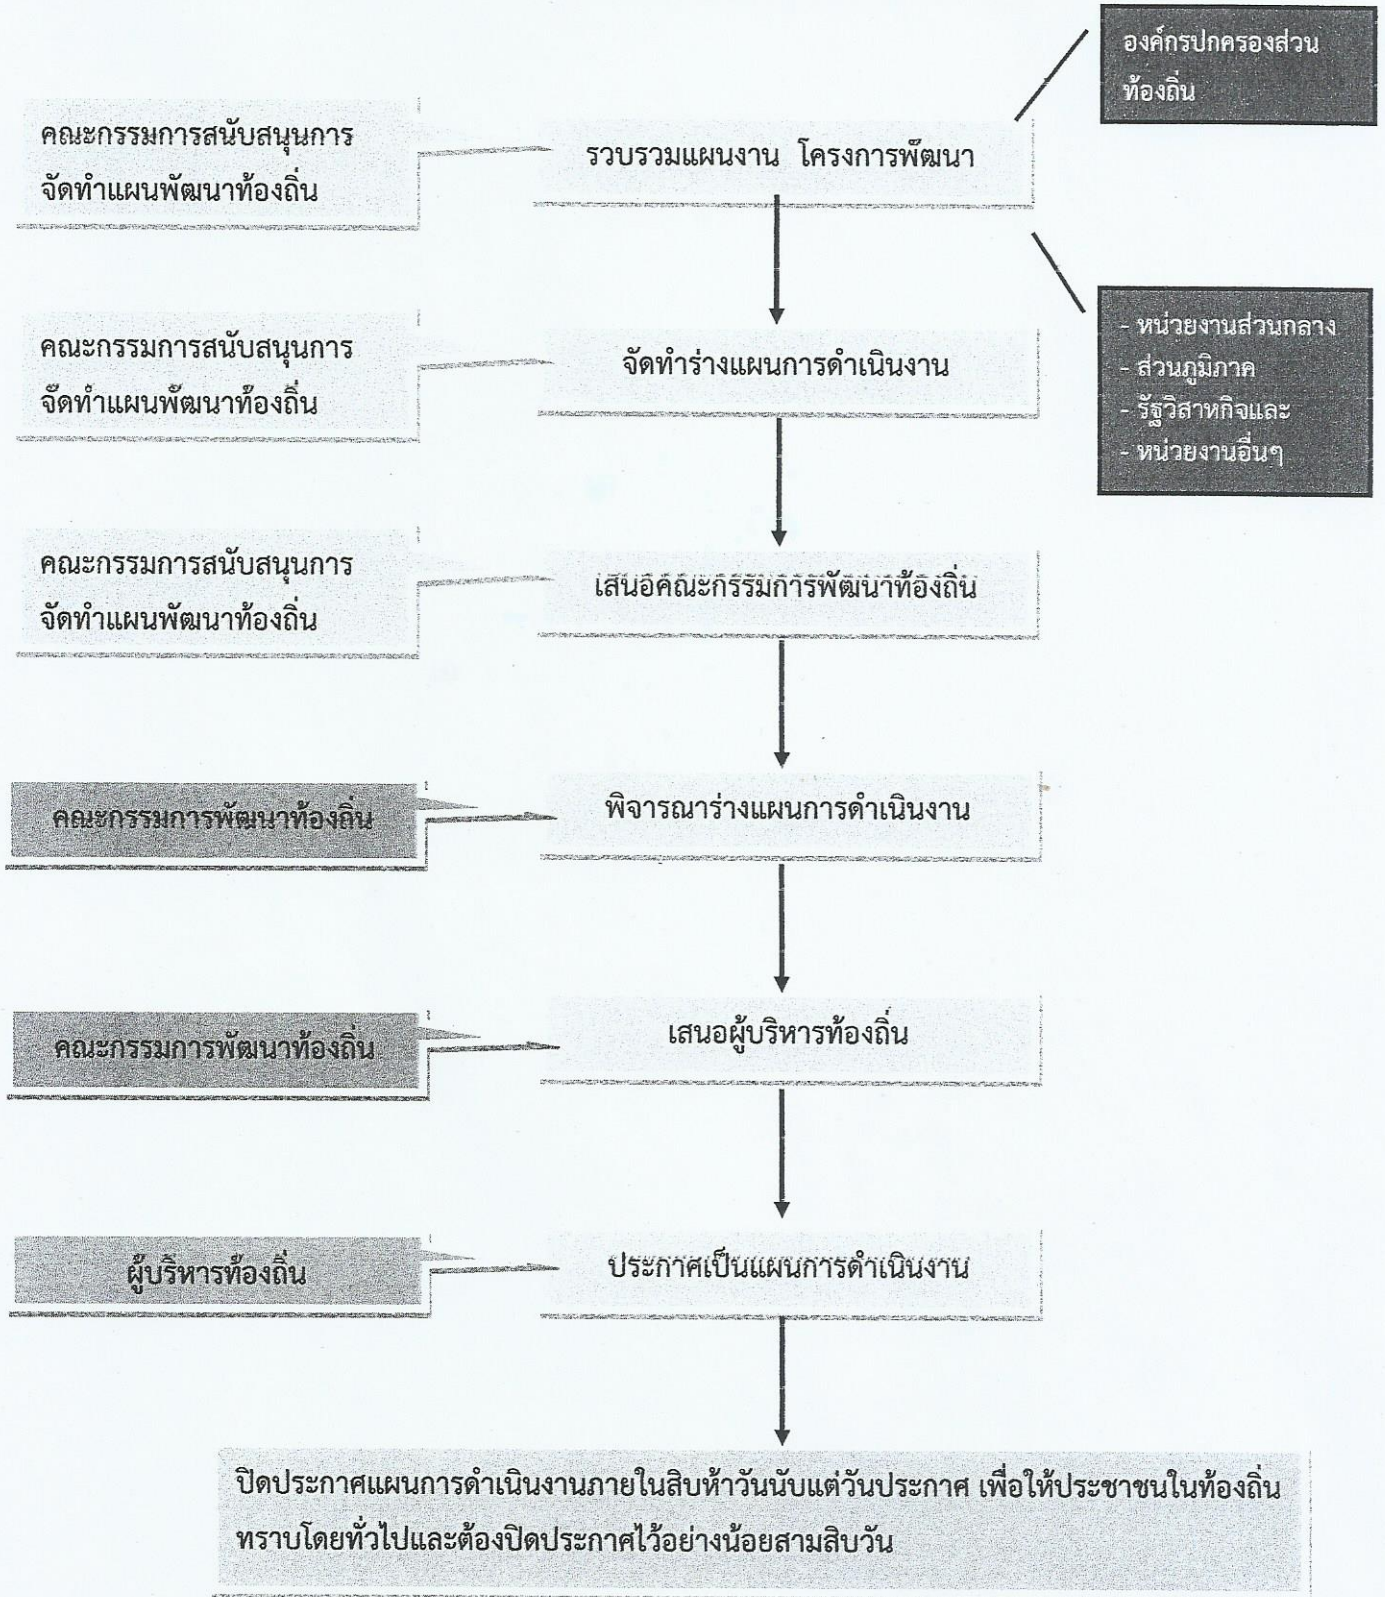 องค์กรปกครองส่วน
ท้องถิ่น
คณะกรรมการสนับสนุนการ
จัดทำแผนพัฒนาท้องถิ่น
รวบรวมแผนงาน โครงการพัฒนา
- หน่วยงานส่วนกลาง
- ส่วนภูมิภาค
- รัฐวิสาหกิจและ
- หน่วยงานอื่นๆ
คณะกรรมการสนับสนุนการ
จัดทำแผนพัฒนาท้องถิ่น
จัดทำร่างแผนการดำเนินงาน
คณะกรรมการสนับสนุนการ
จัดทำแผนพัฒนาท้องถิ่น
เสนอคณะกรรมการพัฒนาท้องถิ่น
คณะกรรมการพัฒนาท้องถิ่น
พิจารณาร่างแผนการดำเนินงาน
คณะกรรมการพัฒนาท้องถิ่น
เสนอผู้บริหารท้องถิ่น
ผู้บริหารท้องถิ่น
ประกาศเป็นแผนการดำเนินงาน
ปิดประกาศแผนการดำเนินงานภายในสิบห้าวันนับแต่วันประกาศ เพื่อให้ประชาชนในท้องถิ่น
ทราบโดยทั่วไปและต้องปิดประกาศไว้อย่างน้อยสามสิบวัน